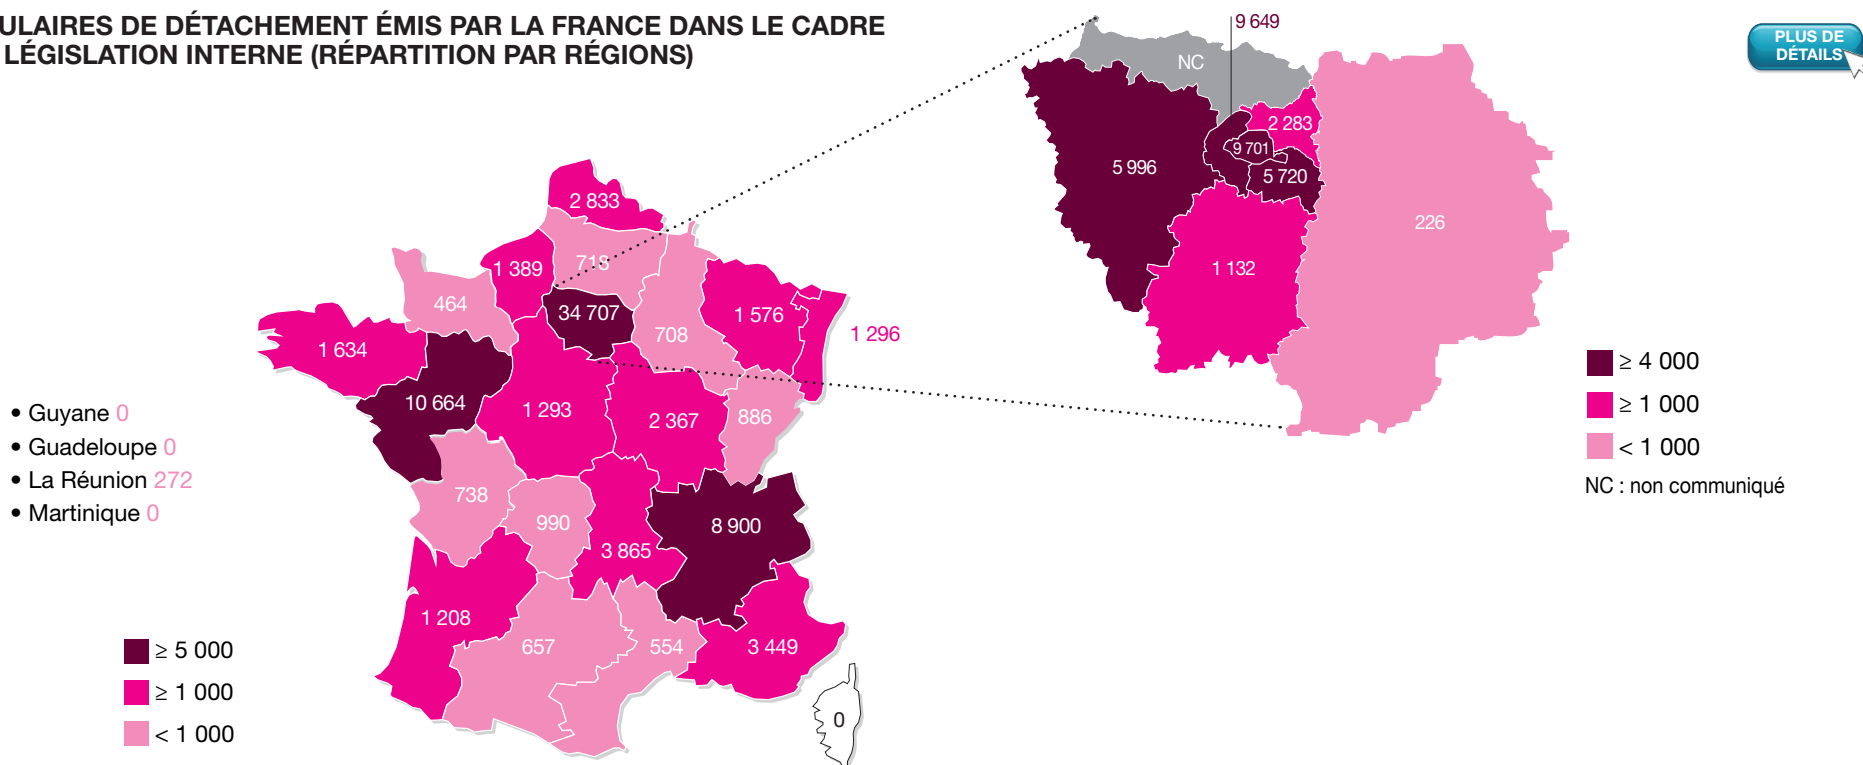 ULAIRES DE DÉTACHEMENT ÉMIS PAR LA FRANCE DANS LE CADRE
LÉGISLATION INTERNE (RÉPARTITION PAR RÉGIONS)
PLUS DE
DÉTAILS
9 649
NC
2 283
9 701
5 996
5 720
226
1 132
≥ 4 000
≥ 1 000
< 1 000
NC : non communiqué
2 833
718
1 389
464
34 707
1 576
708
1 296
1 634
10 664
1 293
2 367
886
738
990
8 900
3 865
1 208
657
554
3 449
0
• Guyane 0
• Guadeloupe 0
• La Réunion 272
• Martinique 0
≥ 5 000
≥ 1 000
< 1 000